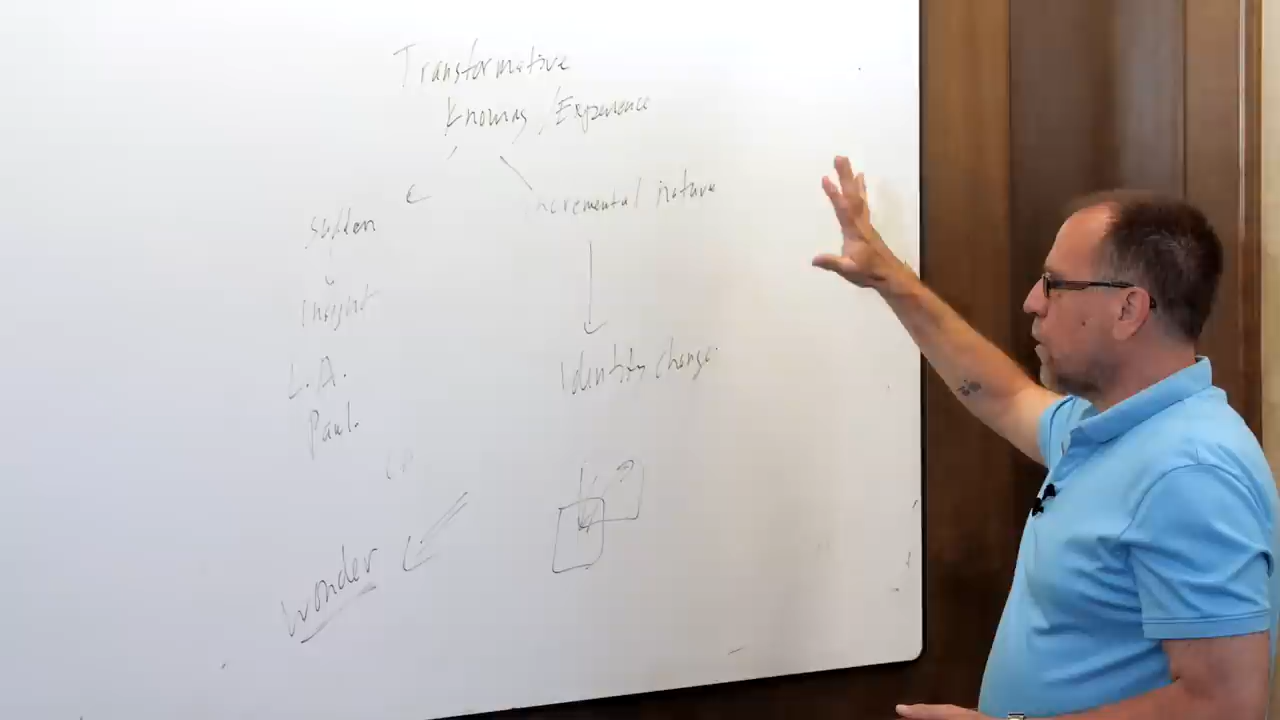 Transformative
Knowing / Experience
incremental nature
Sudden
insight
L.A.
Paul.
Identity change
wonder